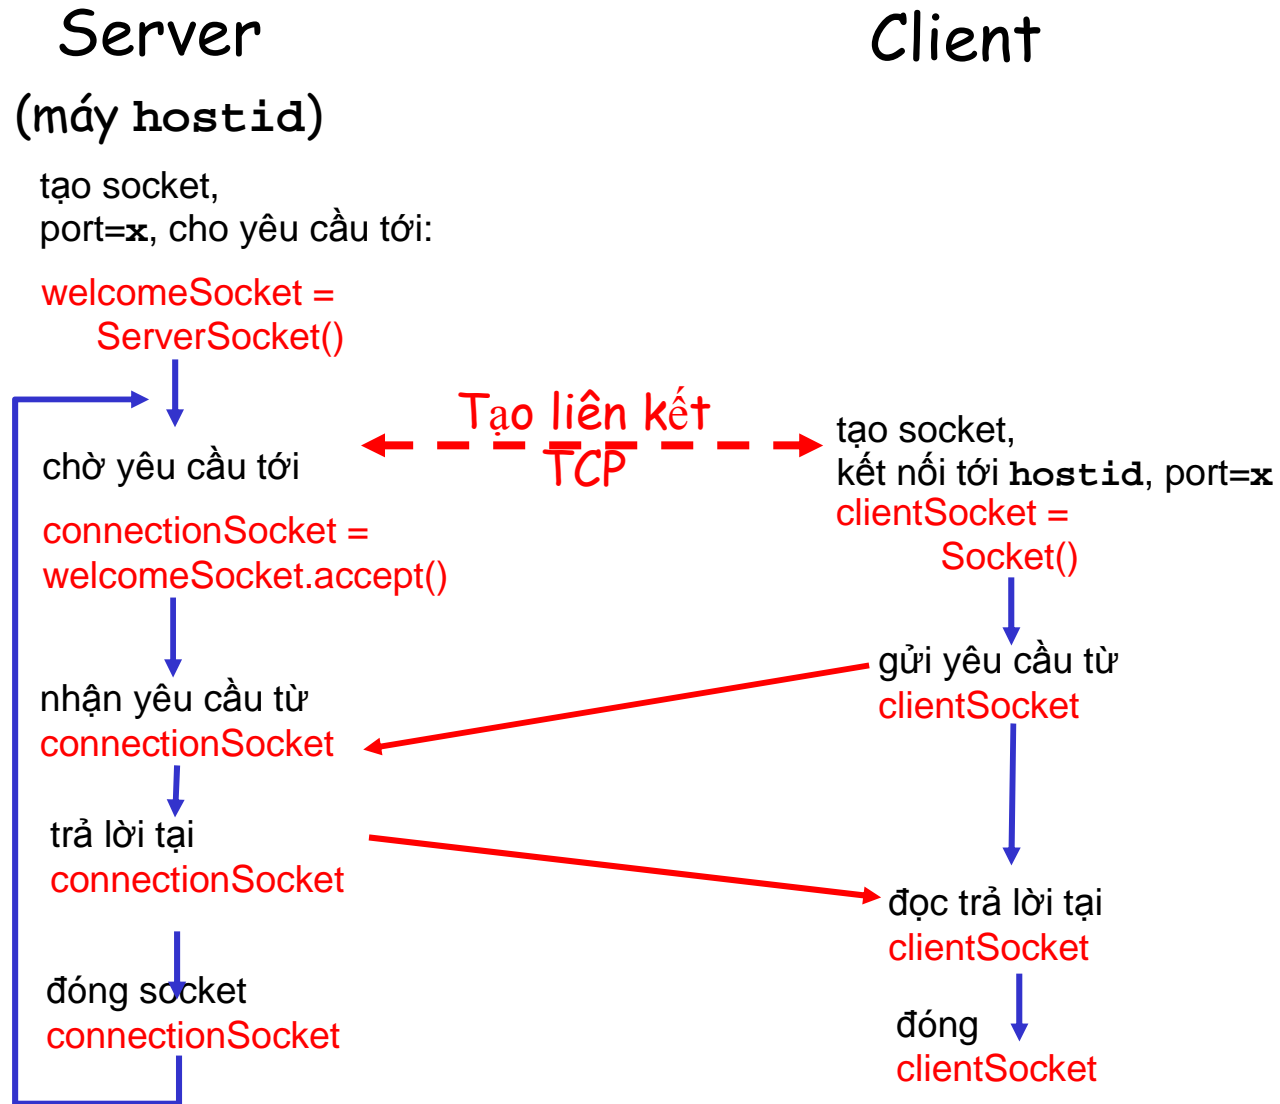 Server
(máy hostid)
tạo socket,
port=x, cho yêu cầu tới:
welcomeSocket =
ServerSocket()
chờ yêu cầu tới
connectionSocket =
welcomeSocket.accept()
nhận yêu cầu từ
connectionSocket
trả lời tại
connectionSocket
đóng socket
connectionSocket
Tạo liên kết
TCP
Client
tạo socket,
kết nối tới hostid, port=x
clientSocket =
Socket()
gửi yêu cầu từ
clientSocket
đọc trả lời tại
clientSocket
đóng
clientSocket